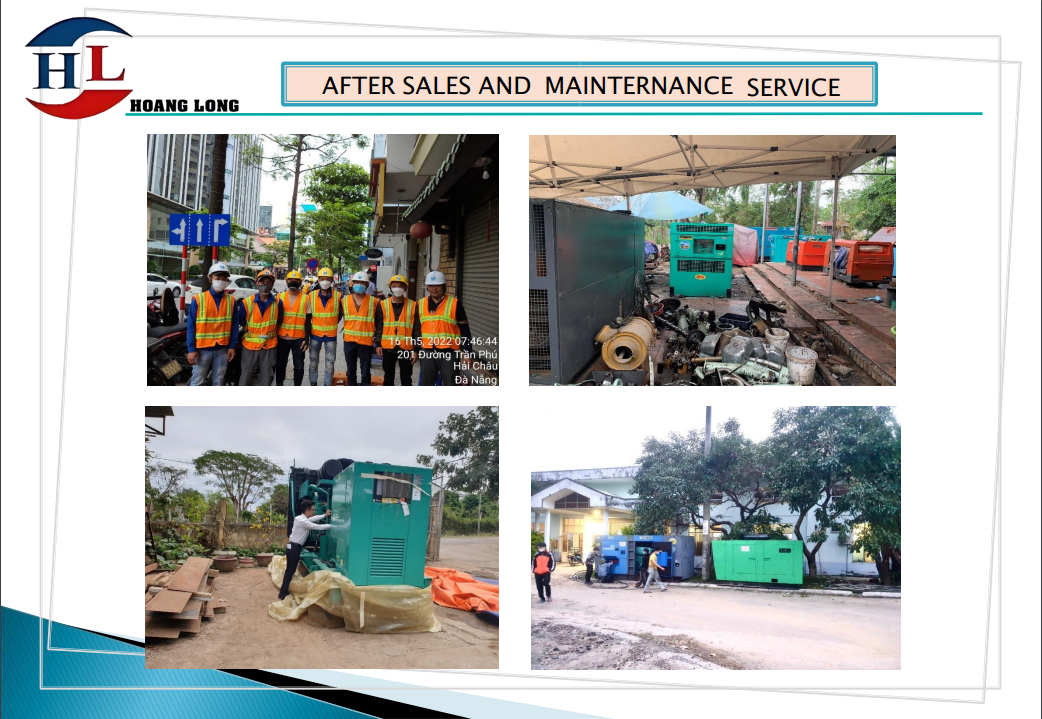 HL
HOANG LONG
AFTER SALES AND MAINTERNANCE SERVICE
16 Th5, 2022 07:46:44
201 Đường Trần Phú
Hải Châu
Đà Nẵng